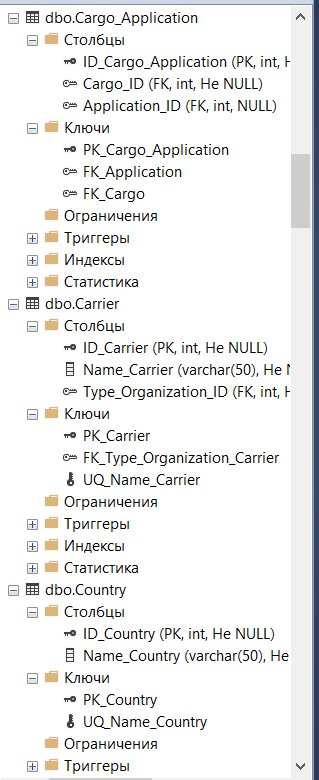 dbo.Cargo_Application
Столбцы
ID_Cargo_Application (PK, int, Н
Cargo_ID (FK, int, Не NULL)
Application_ID (FK, int, NULL)
Ключи
PK_Cargo_Application
FK_Application
FK_Cargo
Ограничения
Триггеры
Индексы
Статистика
dbo.Carrier
Столбцы
ID_Carrier (PK, int, Не NULL)
Name_Carrier (varchar(50), Не N
Type_Organization_ID (FK, int, Н
Ключи
PK_Carrier
FK_Type_Organization_Carrier
UQ_Name_Carrier
Ограничения
Триггеры
Индексы
Статистика
dbo.Country
Столбцы
ID_Country (PK, int, Не NULL)
Name_Country (varchar(50), Не
Ключи
PK_Country
UQ_Name_Country
Ограничения
Триггеры